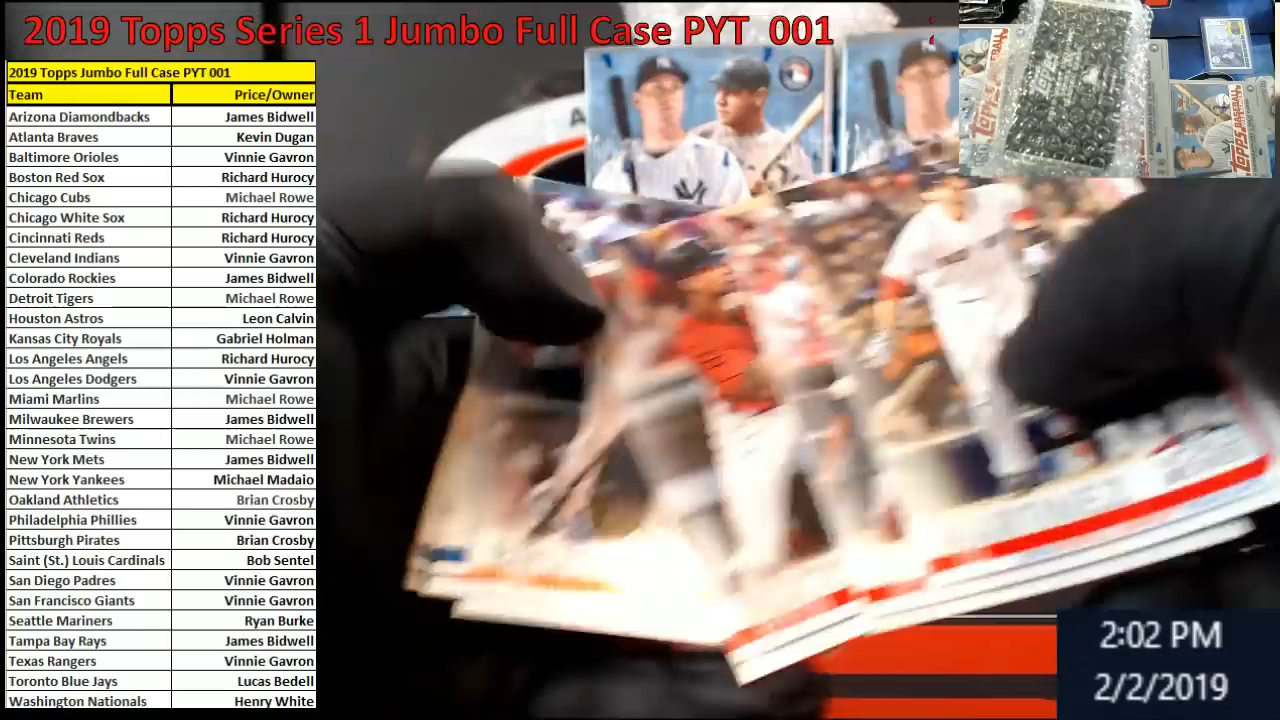 2019 Topps Series 1 Jumbo Full Case PYT 001
2019 Topps Jumbo Full Case PYT 001
Team Price/Owner
Arizona Diamondbacks James Bidwell
Atlanta Braves Kevin Dugan
Baltimore Orioles Vinnie Gavron
Boston Red Sox Richard Hurocy
Chicago Cubs Michael Rowe
Chicago White Sox Richard Hurocy
Cincinnati Reds Richard Hurocy
Cleveland Indians Vinnie Gavron
Colorado Rockies James Bidwell
Detroit Tigers Michael Rowe
Houston Astros Leon Calvin
Kansas City Royals Gabriel Holman
Los Angeles Angels Richard Hurocy
Los Angeles Dodgers Vinnie Gavron
Miami Marlins Michael Rowe
Milwaukee Brewers James Bidwell
Minnesota Twins Michael Rowe
New York Mets James Bidwell
New York Yankees Michael Madaio
Oakland Athletics Brian Crosby
Philadelphia Phillies Vinnie Gavron
Pittsburgh Pirates Brian Crosby
Saint (St.) Louis Cardinals Bob Sentel
San Diego Padres Vinnie Gavron
San Francisco Giants Vinnie Gavron
Seattle Mariners Ryan Burke
Tampa Bay Rays James Bidwell
Texas Rangers Vinnie Gavron
Toronto Blue Jays Lucas Bedell
Washington Nationals Henry White
TOPPS
BASEBALL
TOPPS
BASEBALL
2:02 PM
2/2/2019